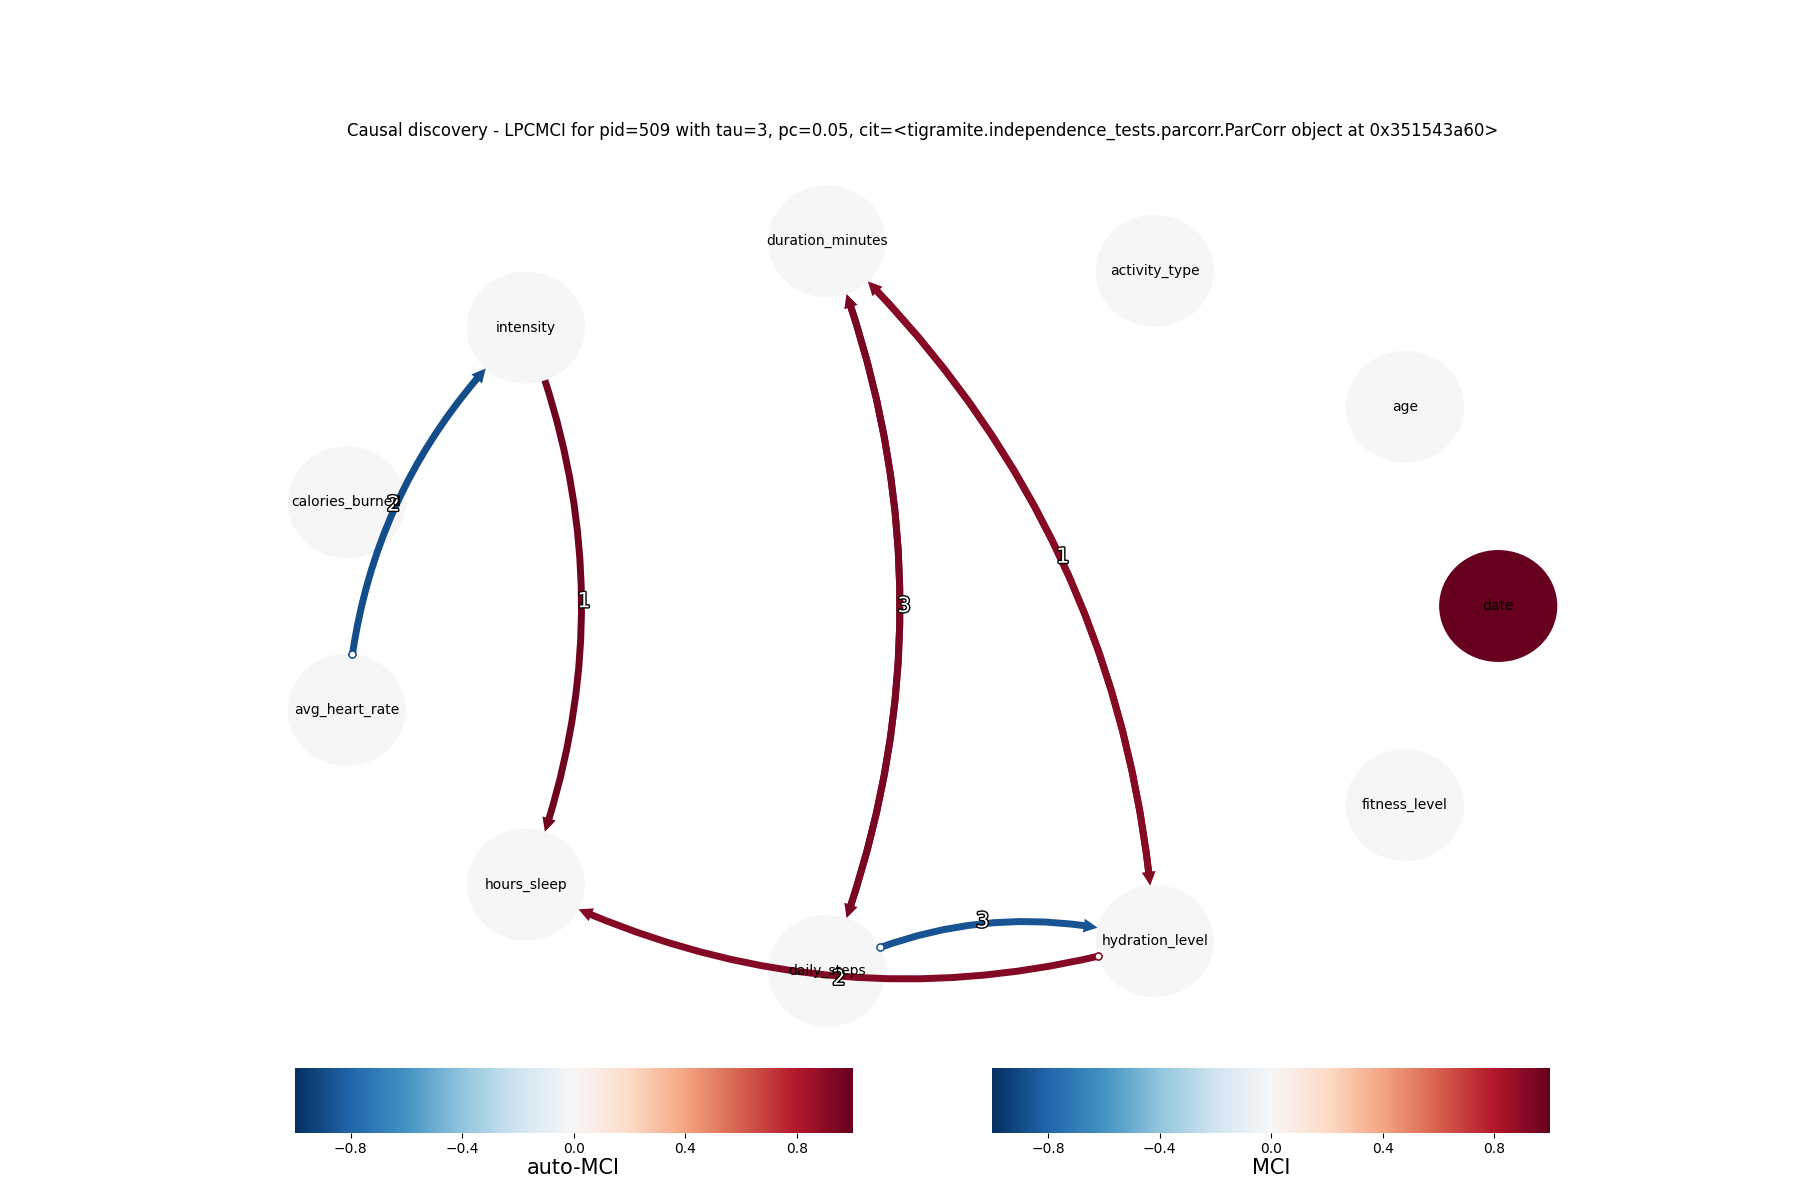 Causal discovery - LPCMCI for pid=509 with tau=3, pc=0.05, cit=<tigramite.independence_tests.parcorr.ParCorr object at 0x351543a60>
duration_minutes
activity_type
intensity
age
calories_burned
2
1
3
1
date
avg_heart_rate
fitness_level
hours_sleep
3
hydration_level
daily_steps
2
−0.8 −0.4 0.0 0.4 0.8
auto-MCI
−0.8 −0.4 0.0 0.4 0.8
MCI